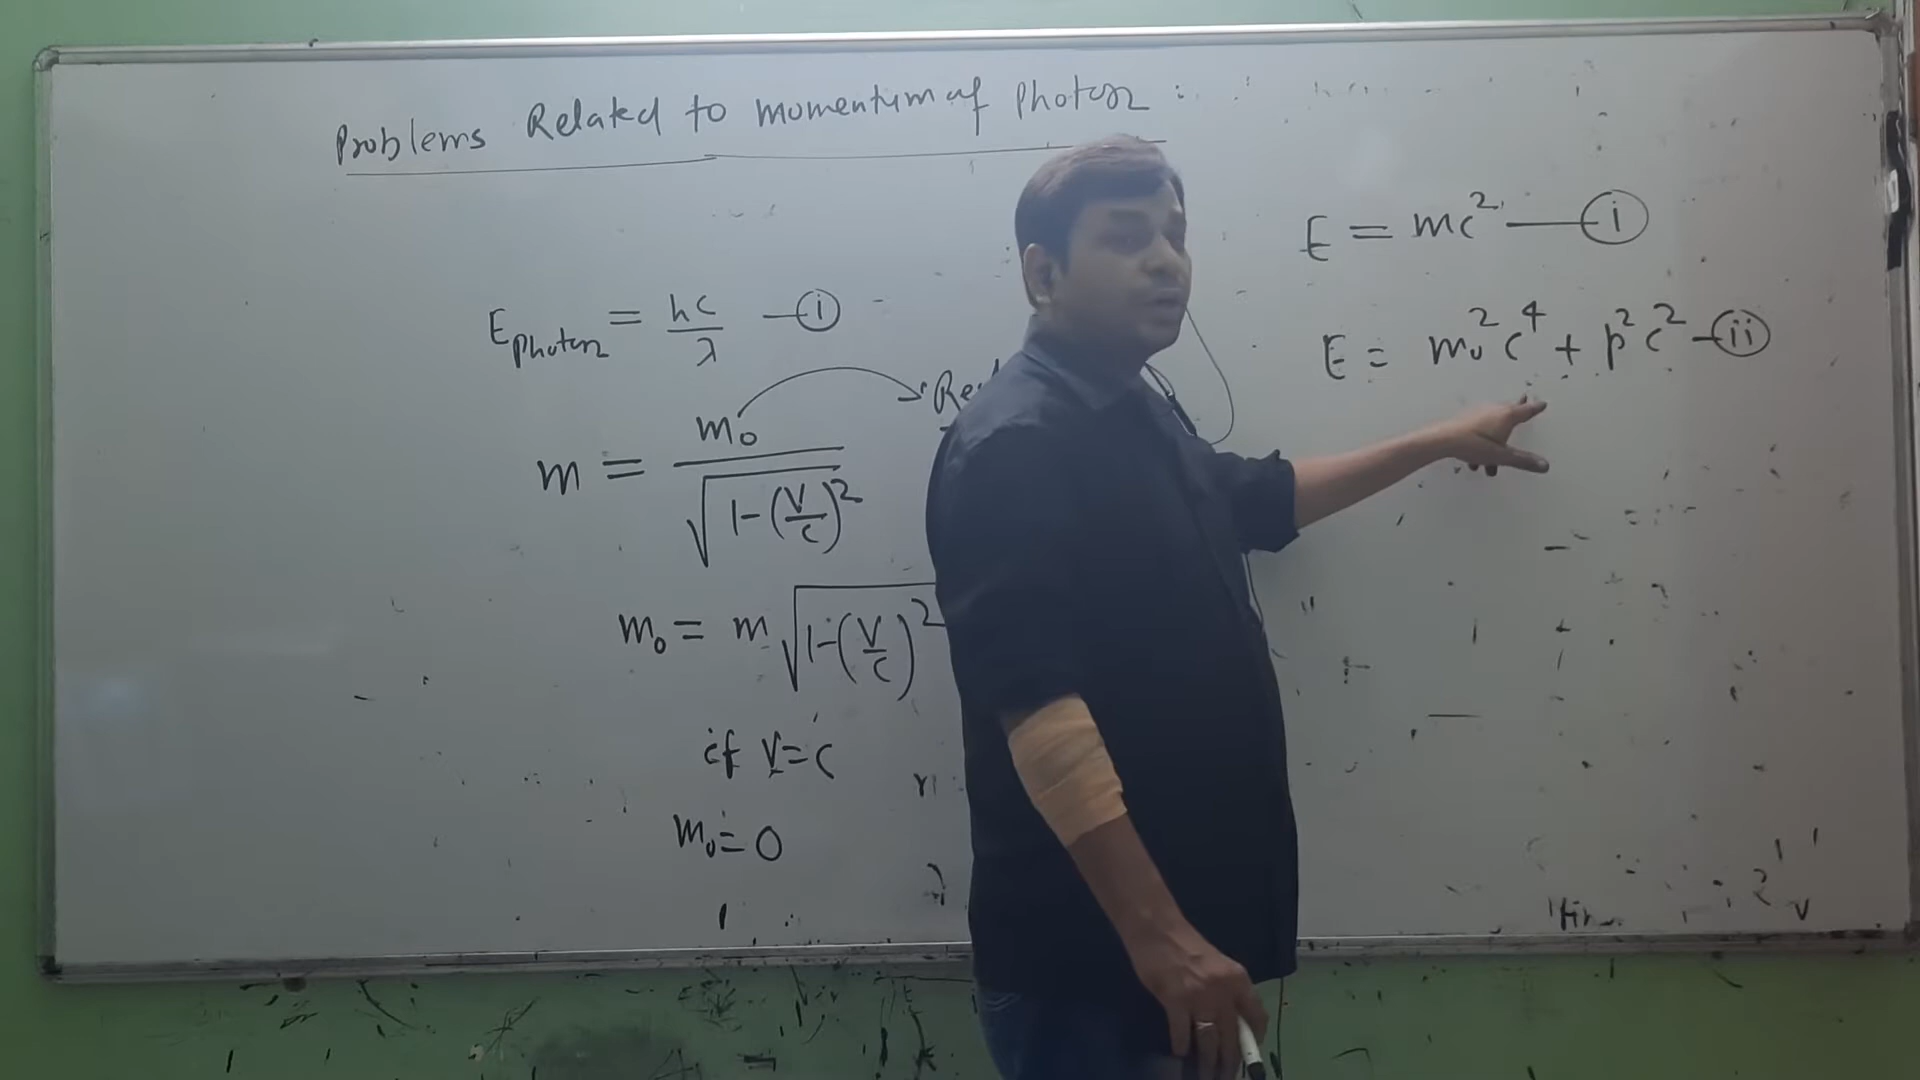 Problems Related to momentum of Photon :
E photon = hc/λ — (i)
m = m₀ / √(1-(v/c)²)
m₀ = m √(1-(v/c)²)
if v=c
m₀ = 0
E = mc² — (i)
E = m₀²c⁴ + p²c² — (ii)